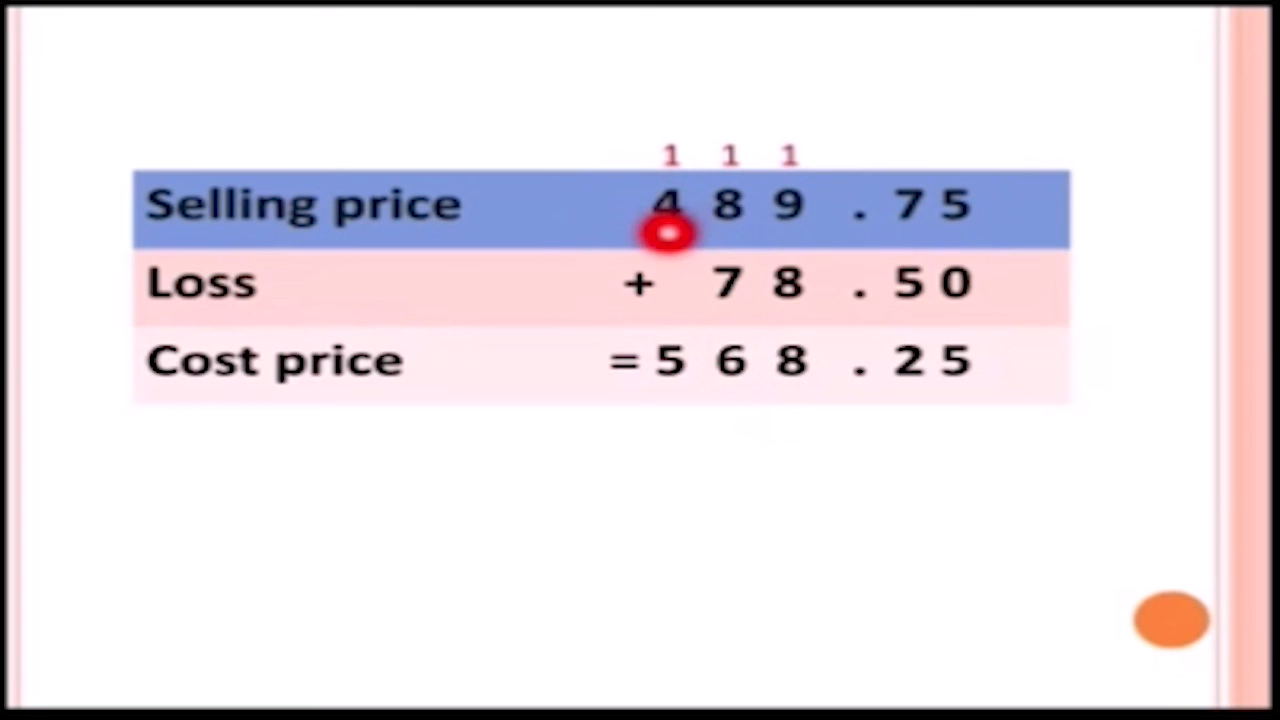 1 1 1
Selling price 4 8 9 . 7 5
Loss + 7 8 . 5 0
Cost price = 5 6 8 . 2 5